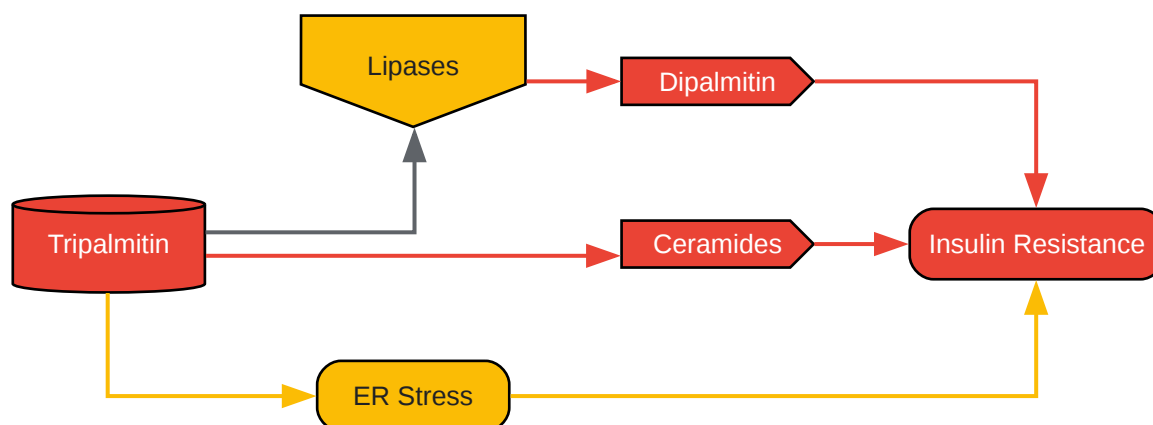 Lipases
Dipalmitin
Tripalmitin
Ceramides
Insulin Resistance
ER Stress